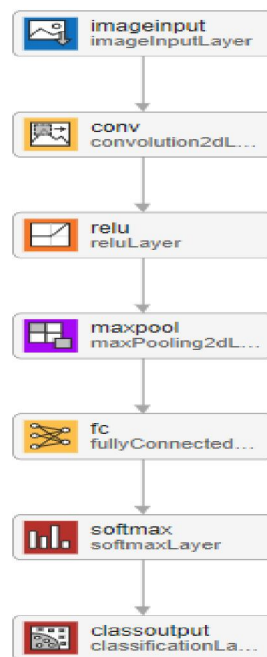 imageinput
imageInputLayer
conv
convolution2dL...
relu
reluLayer
maxpool
maxPooling2dL...
fc
fullyConnected...
softmax
softmaxLayer
classoutput
classificationLa...